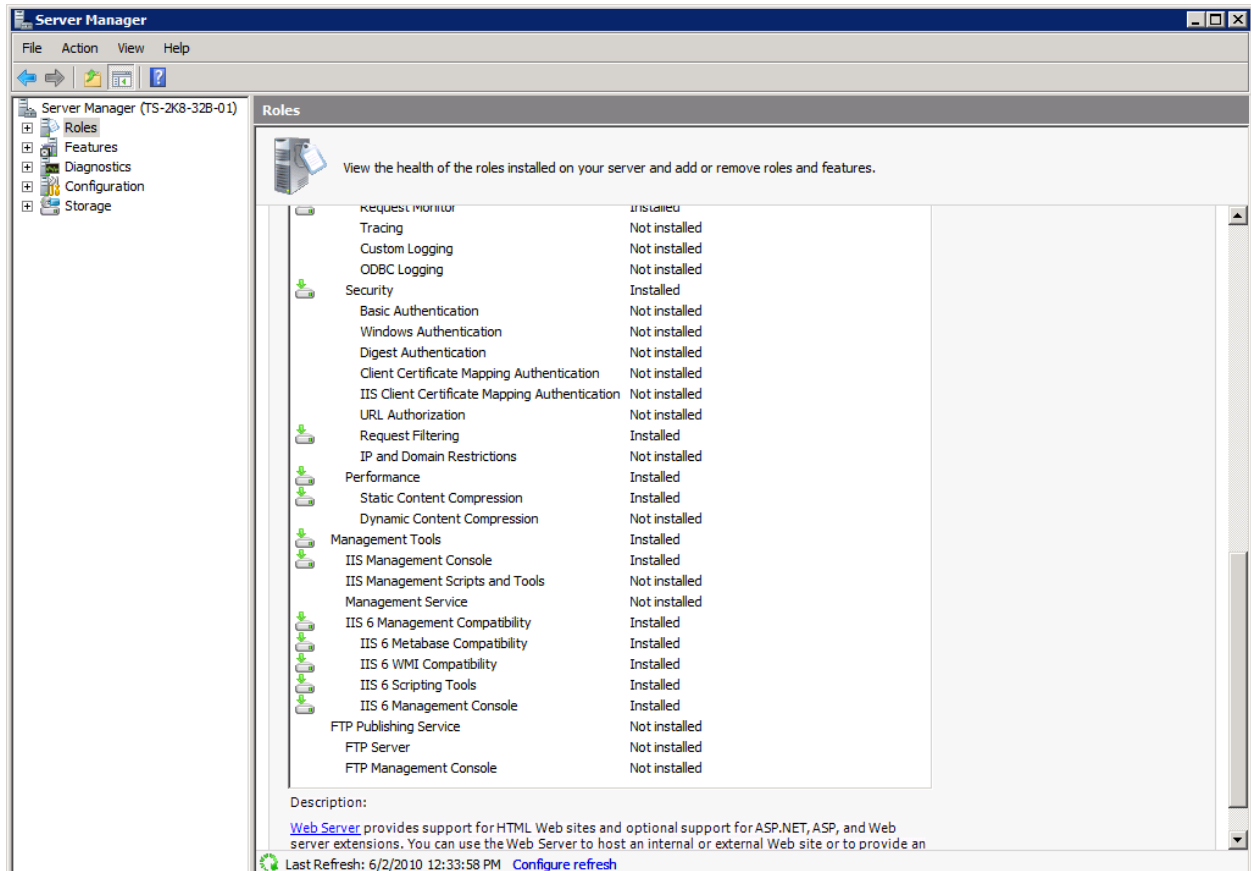 Server Manager
File Action View Help
Server Manager (TS-2K8-32B-01)
Roles
Features
Diagnostics
Configuration
Storage
Roles
View the health of the roles installed on your server and add or remove roles and features.
Request Monitor Installed
Tracing Not installed
Custom Logging Not installed
ODBC Logging Not installed
Security Installed
Basic Authentication Not installed
Windows Authentication Not installed
Digest Authentication Not installed
Client Certificate Mapping Authentication Not installed
IIS Client Certificate Mapping Authentication Not installed
URL Authorization Not installed
Request Filtering Installed
IP and Domain Restrictions Not installed
Performance Installed
Static Content Compression Installed
Dynamic Content Compression Not installed
Management Tools Installed
IIS Management Console Installed
IIS Management Scripts and Tools Not installed
Management Service Not installed
IIS 6 Management Compatibility Installed
IIS 6 Metabase Compatibility Installed
IIS 6 WMI Compatibility Installed
IIS 6 Scripting Tools Installed
IIS 6 Management Console Installed
FTP Publishing Service Not installed
FTP Server Not installed
FTP Management Console Not installed
Description:
Web Server provides support for HTML Web sites and optional support for ASP.NET, ASP, and Web
server extensions. You can use the Web Server to host an internal or external Web site or to provide an
Last Refresh: 6/2/2010 12:33:58 PM Configure refresh